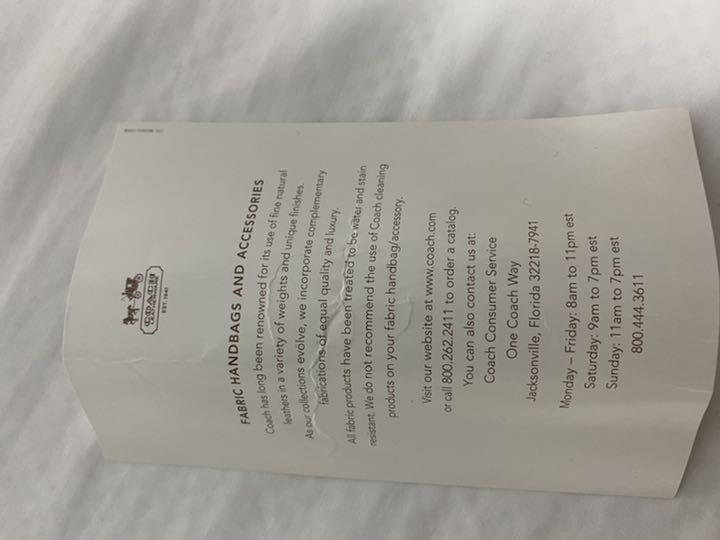 COACH
EST. 1941
FABRIC HANDBAGS AND ACCESSORIES
Coach has long been renowned for its use of fine natural
leathers in a variety of weights and unique finishes.
As our collections evolve, we incorporate complementary
fabrications of equal quality and luxury.
All fabric products have been treated to be water and stain
resistant. We do not recommend the use of Coach cleaning
products on your fabric handbag/accessory.
Visit our website at www.coach.com
or call 800.262.2411 to order a catalog.
You can also contact us at:
Coach Consumer Service
One Coach Way
Jacksonville, Florida 32218-7941
Monday – Friday: 8am to 11pm est
Saturday: 9am to 7pm est
Sunday: 11am to 7pm est
800.444.3611